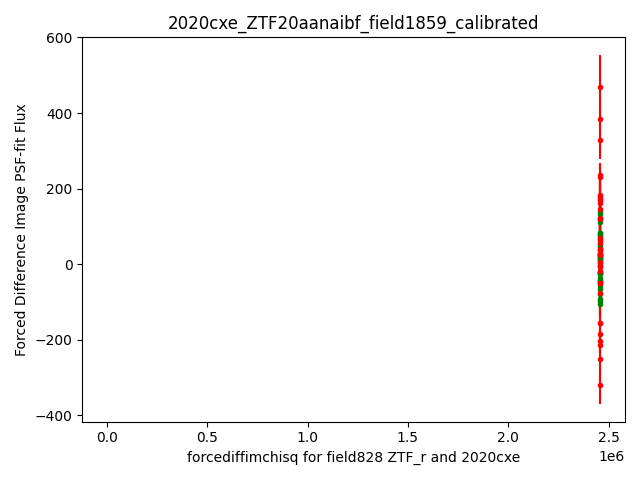 2020cxe_ZTF20aanaibf_field1859_calibrated
Forced Difference Image PSF-fit Flux
600
400
200
0
−200
−400
0.0 0.5 1.0 1.5 2.0 2.5
1e6
forcediffimchisq for field828 ZTF_r and 2020cxe